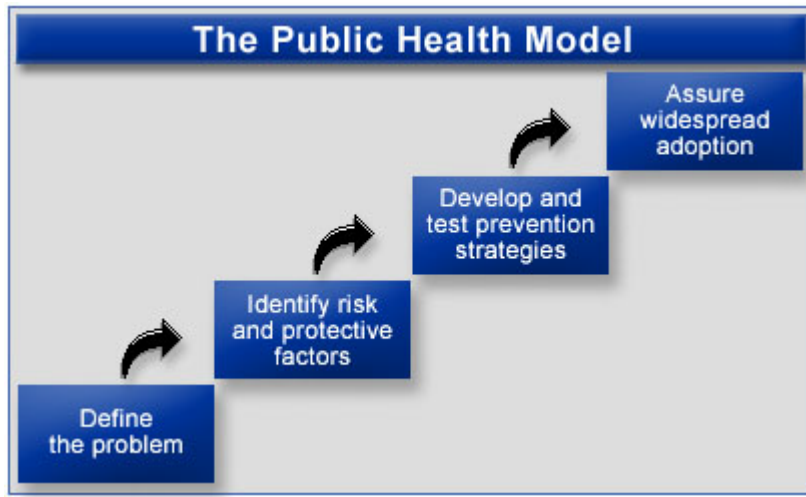 The Public Health Model
Assure
widespread
adoption
Develop and
test prevention
strategies
Identify risk
and protective
factors
Define
the problem